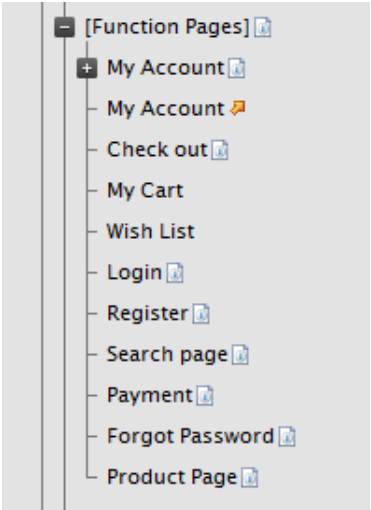 [Function Pages]
My Account
My Account
Check out
My Cart
Wish List
Login
Register
Search page
Payment
Forgot Password
Product Page